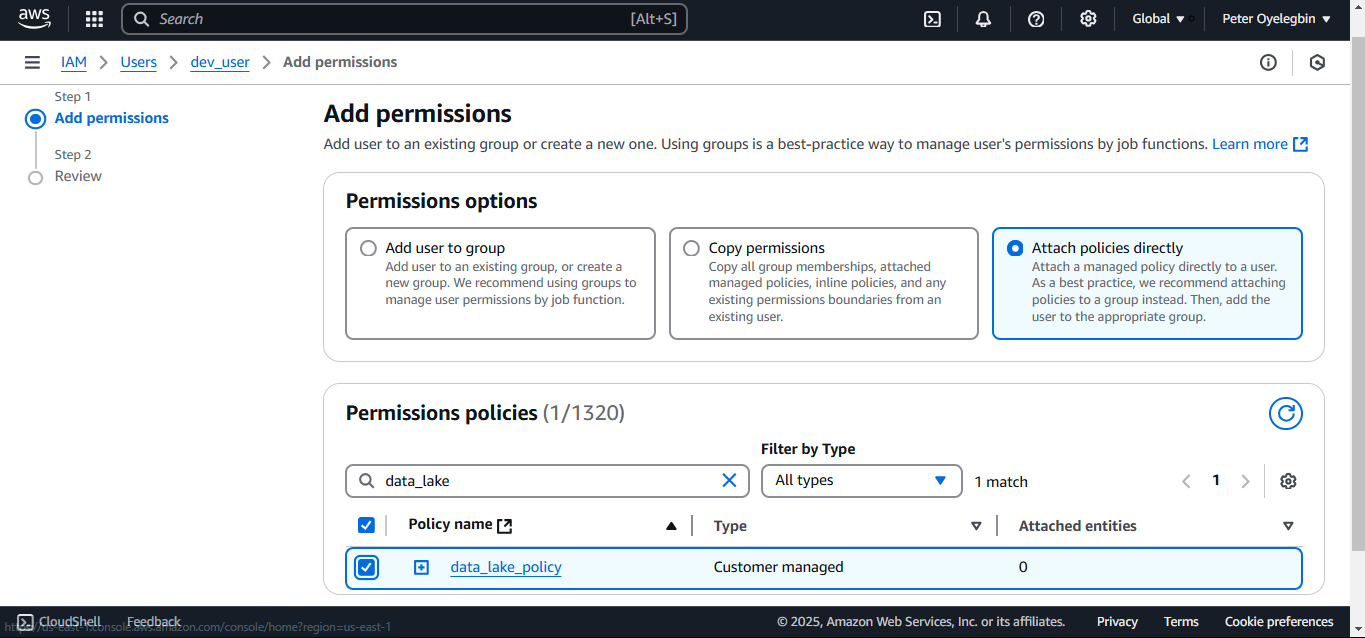 aws
Search [Alt+S] Global Peter Oyelegbin
IAM Users dev_user Add permissions
Step 1
Add permissions
Step 2
Review
Add permissions
Add user to an existing group or create a new one. Using groups is a best-practice way to manage user's permissions by job functions. Learn more
Permissions options
Add user to group
Add user to an existing group, or create a
new group. We recommend using groups to
manage user permissions by job function.
Copy permissions
Copy all group memberships, attached
managed policies, inline policies, and any
existing permissions boundaries from an
existing user.
Attach policies directly
Attach a managed policy directly to a user.
As a best practice, we recommend attaching
policies to a group instead. Then, add the
user to the appropriate group.
Permissions policies (1/1320)
Filter by Type
data_lake All types 1 match 1
Policy name Type Attached entities
data_lake_policy Customer managed 0
CloudShell Feedback © 2025, Amazon Web Services, Inc. or its affiliates. Privacy Terms Cookie preferences
https://us-east-1.console.aws.amazon.com/console/home?region=us-east-1